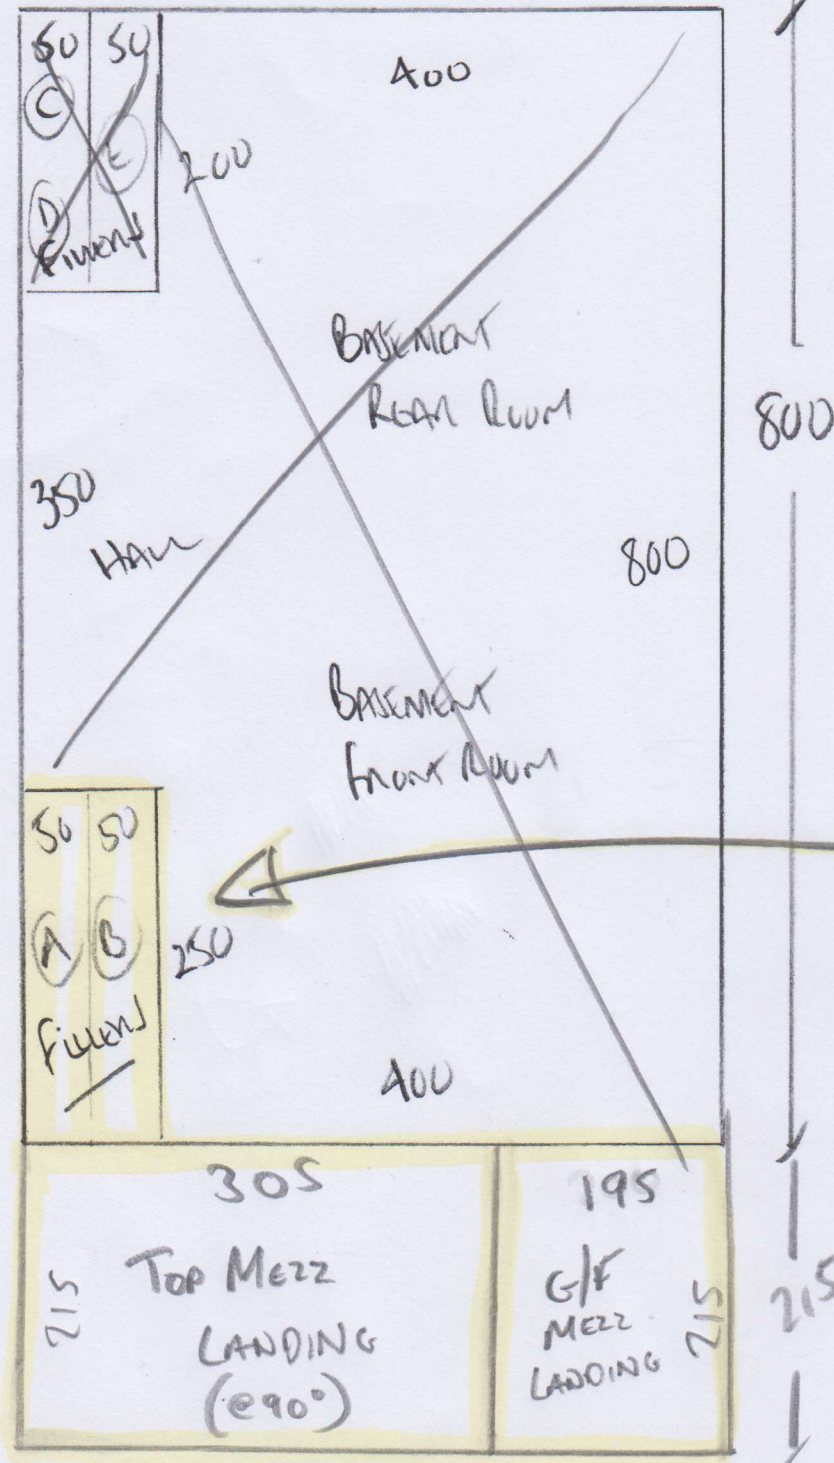 50 50
400
C
E
200
D
Fillers
BASEMENT
REAR ROOM
800
350
HALL
800
BASEMENT
FRONT ROOM
50 50
A B
250
Fillers
400
305
195
TOP MEZZ
215
LANDING
(@90°)
G/F
MEZZ
LANDING
215
215